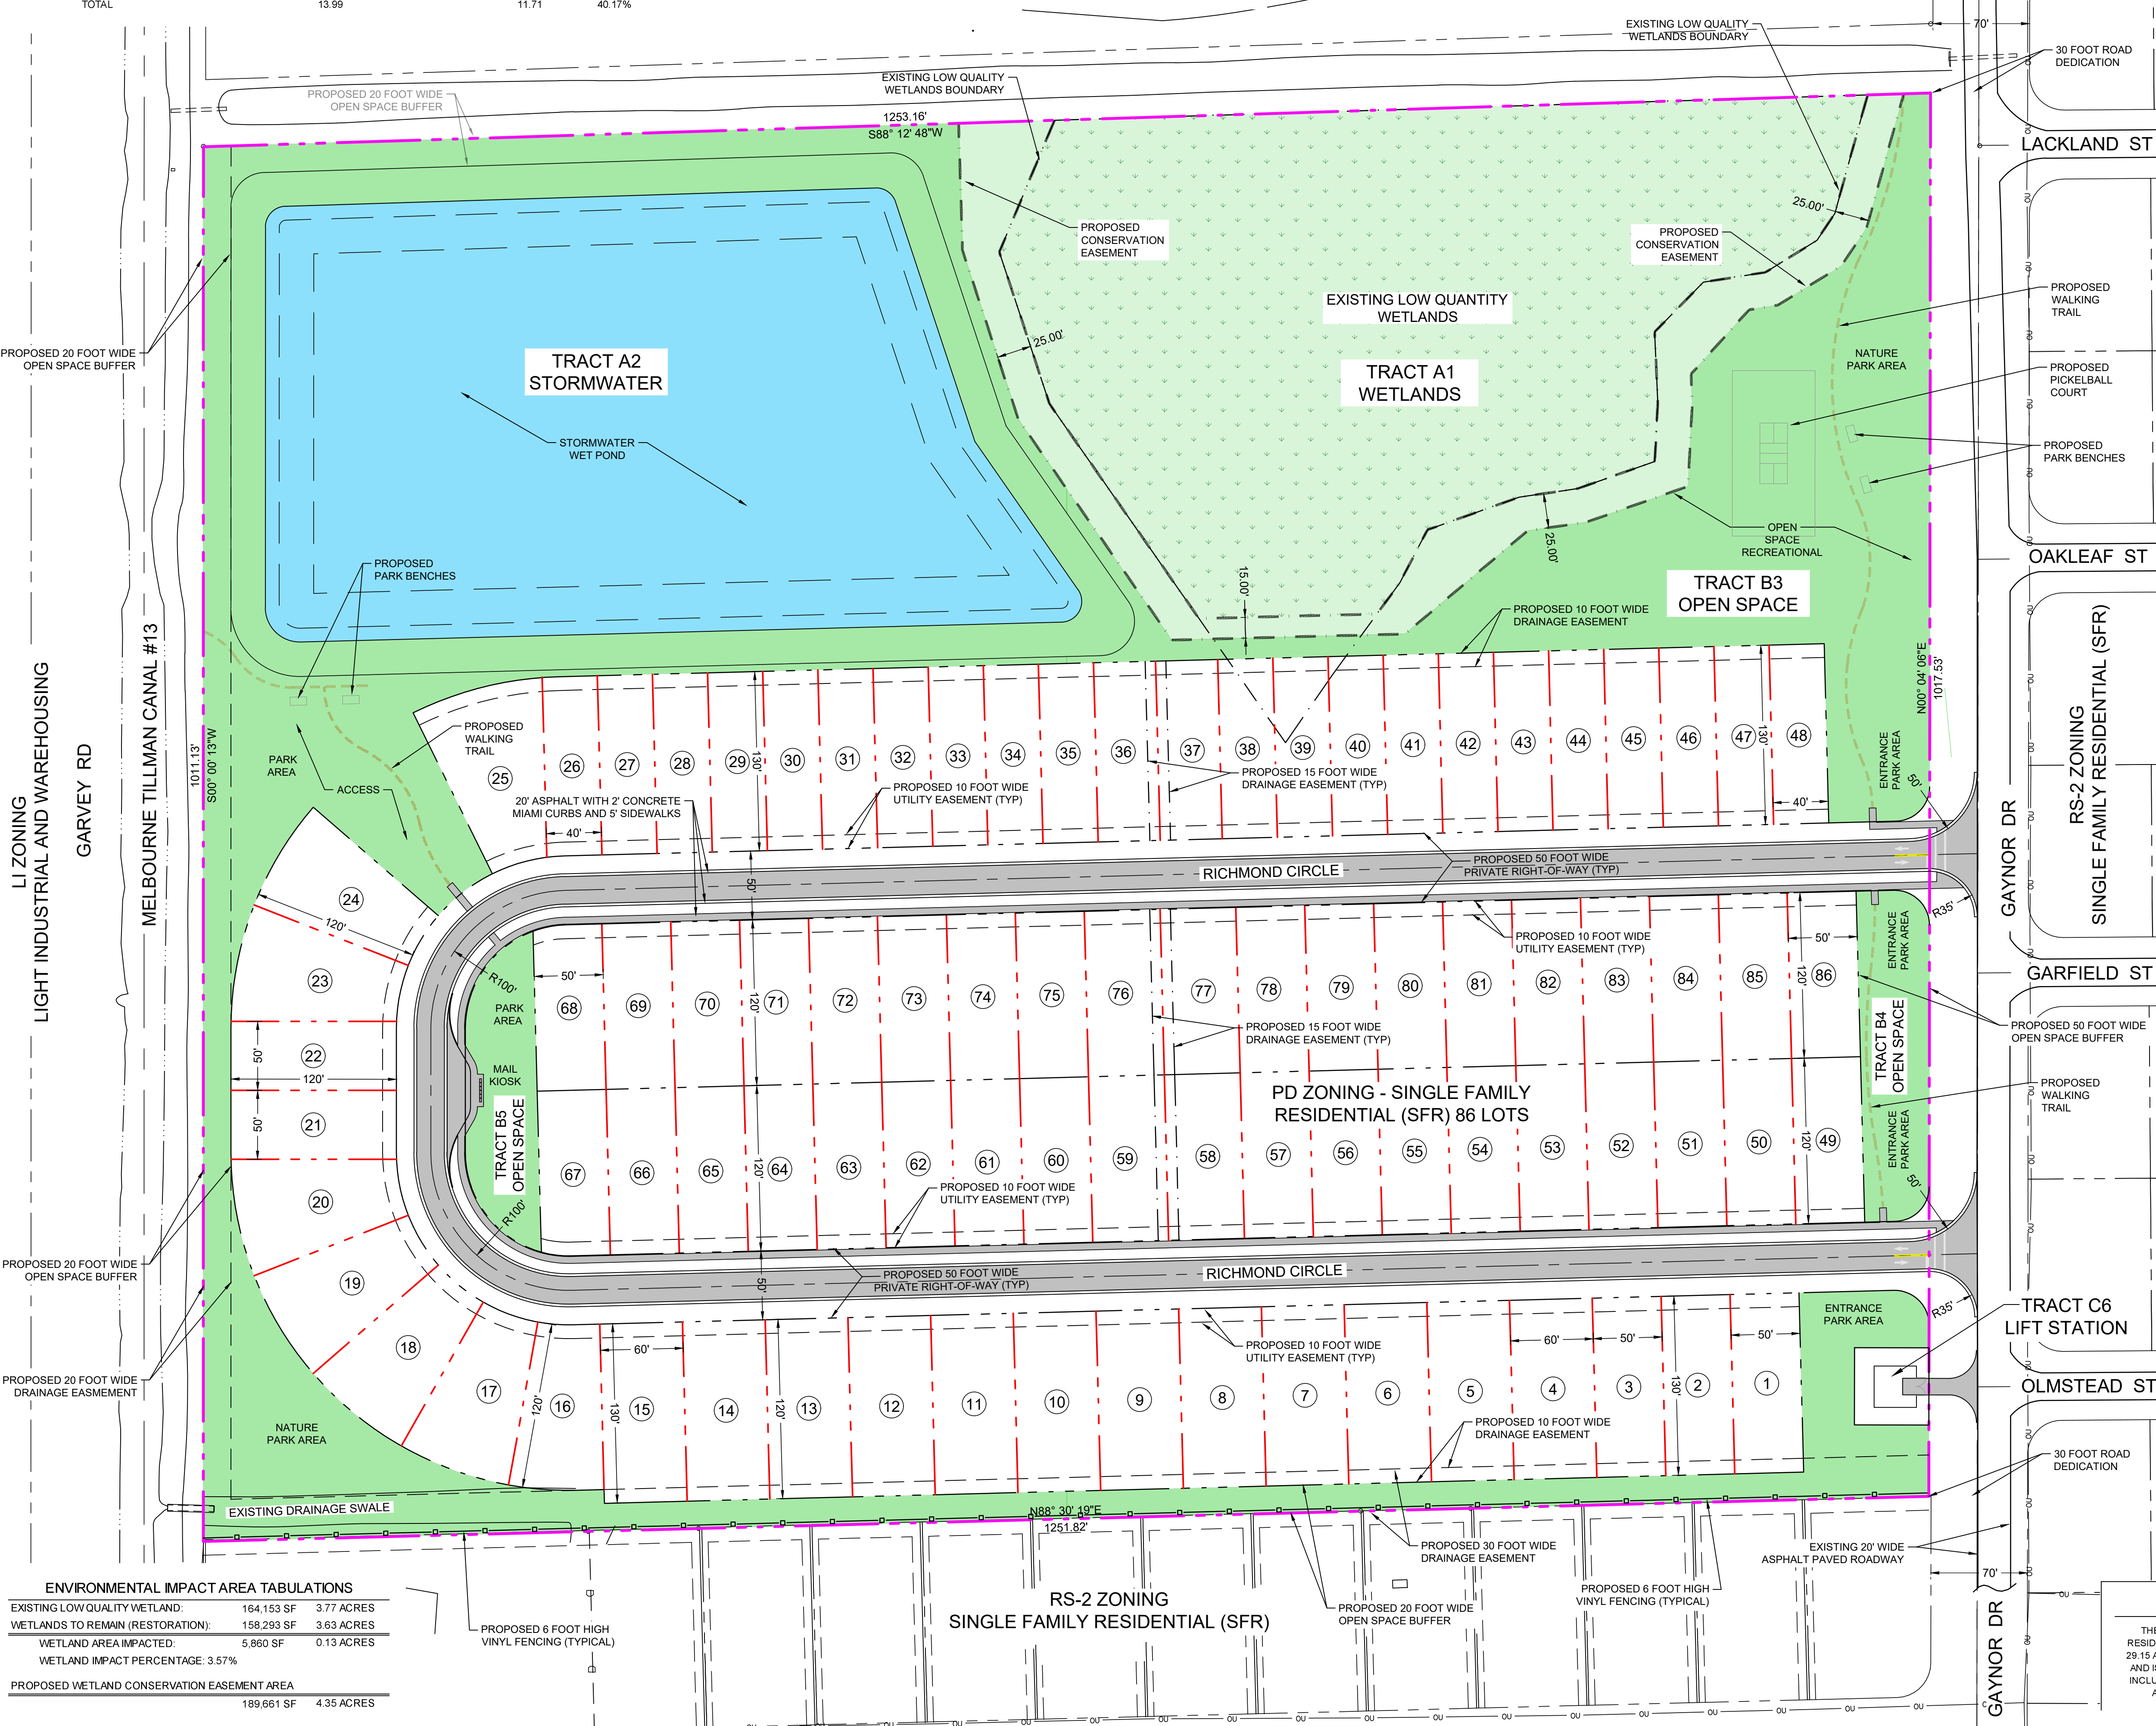 TOTAL 13.99 11.71 40.17%
70'
EXISTING LOW QUALITY
WETLANDS BOUNDARY
30 FOOT ROAD
DEDICATION
EXISTING LOW QUALITY
WETLANDS BOUNDARY
PROPOSED 20 FOOT WIDE
OPEN SPACE BUFFER
1253.16'
S88° 12' 48"W
LACKLAND ST
25.00'
PROPOSED
CONSERVATION
EASEMENT
PROPOSED
CONSERVATION
EASEMENT
EXISTING LOW QUANTITY
WETLANDS
PROPOSED
WALKING
TRAIL
PROPOSED 20 FOOT WIDE
OPEN SPACE BUFFER
TRACT A2
STORMWATER
25.00'
TRACT A1
WETLANDS
NATURE
PARK AREA
PROPOSED
PICKELBALL
COURT
STORMWATER
WET POND
PROPOSED
PARK BENCHES
OPEN
SPACE
RECREATIONAL
25.00'
OAKLEAF ST
PROPOSED
PARK BENCHES
15.00'
TRACT B3
OPEN SPACE
PROPOSED 10 FOOT WIDE
DRAINAGE EASEMENT
LI ZONING
LIGHT INDUSTRIAL AND WAREHOUSING
GARVEY RD
MELBOURNE TILLMAN CANAL #13
1011.13'
S00° 00' 13"W
N00° 04' 06"E
1017.53'
RS-2 ZONING
SINGLE FAMILY RESIDENTIAL (SFR)
PROPOSED
WALKING
TRAIL
PARK
AREA
ACCESS
25 26 27 28 29 30 31 32 33 34 35 36 37 38 39 40 41 42 43 44 45 46 47 48
130'
130'
ENTRANCE
PARK AREA
50'
PROPOSED 15 FOOT WIDE
DRAINAGE EASEMENT (TYP)
PROPOSED 10 FOOT WIDE
UTILITY EASEMENT (TYP)
20' ASPHALT WITH 2' CONCRETE
MIAMI CURBS AND 5' SIDEWALKS
40'
40'
GAYNOR DR
PROPOSED 50 FOOT WIDE
PRIVATE RIGHT-OF-WAY (TYP)
RICHMOND CIRCLE
50'
24
120'
R35'
PROPOSED 10 FOOT WIDE
UTILITY EASEMENT (TYP)
50'
ENTRANCE
PARK AREA
23
R100'
50'
120'
120'
GARFIELD ST
68 69 70 71 72 73 74 75 76 77 78 79 80 81 82 83 84 85 86
PARK
AREA
PROPOSED 15 FOOT WIDE
DRAINAGE EASEMENT (TYP)
TRACT B4
OPEN SPACE
PROPOSED 50 FOOT WIDE
OPEN SPACE BUFFER
22
50'
120'
MAIL
KIOSK
PD ZONING - SINGLE FAMILY
RESIDENTIAL (SFR) 86 LOTS
PROPOSED
WALKING
TRAIL
21
50'
TRACT B5
OPEN SPACE
67 66 65 64 63 62 61 60 59 58 57 56 55 54 53 52 51 50 49
120'
120'
ENTRANCE
PARK AREA
50'
20
R100'
PROPOSED 10 FOOT WIDE
UTILITY EASEMENT (TYP)
PROPOSED 20 FOOT WIDE
OPEN SPACE BUFFER
19
50'
PROPOSED 50 FOOT WIDE
PRIVATE RIGHT-OF-WAY (TYP)
RICHMOND CIRCLE
R35'
ENTRANCE
PARK AREA
TRACT C6
LIFT STATION
18
60'
PROPOSED 10 FOOT WIDE
UTILITY EASEMENT (TYP)
60'
50'
50'
PROPOSED 20 FOOT WIDE
DRAINAGE EASMEMENT
17 16 15 14 13 12 11 10 9 8 7 6 5 4 3 2 1
120'
130'
120'
130'
OLMSTEAD ST
NATURE
PARK AREA
PROPOSED 10 FOOT WIDE
DRAINAGE EASEMENT
30 FOOT ROAD
DEDICATION
EXISTING DRAINAGE SWALE
N88° 30' 19"E
1251.82'
PROPOSED 30 FOOT WIDE
DRAINAGE EASEMENT
EXISTING 20' WIDE
ASPHALT PAVED ROADWAY
70'
PROPOSED 6 FOOT HIGH
VINYL FENCING (TYPICAL)
RS-2 ZONING
SINGLE FAMILY RESIDENTIAL (SFR)
PROPOSED 20 FOOT WIDE
OPEN SPACE BUFFER
PROPOSED 6 FOOT HIGH
VINYL FENCING (TYPICAL)
GAYNOR DR
ENVIRONMENTAL IMPACT AREA TABULATIONS
EXISTING LOW QUALITY WETLAND: 164,153 SF 3.77 ACRES
WETLANDS TO REMAIN (RESTORATION): 158,293 SF 3.63 ACRES
WETLAND AREA IMPACTED: 5,860 SF 0.13 ACRES
WETLAND IMPACT PERCENTAGE: 3.57%
PROPOSED WETLAND CONSERVATION EASEMENT AREA
189,661 SF 4.35 ACRES
THE
RESID
29.15 A
AND IS
INCLU
A